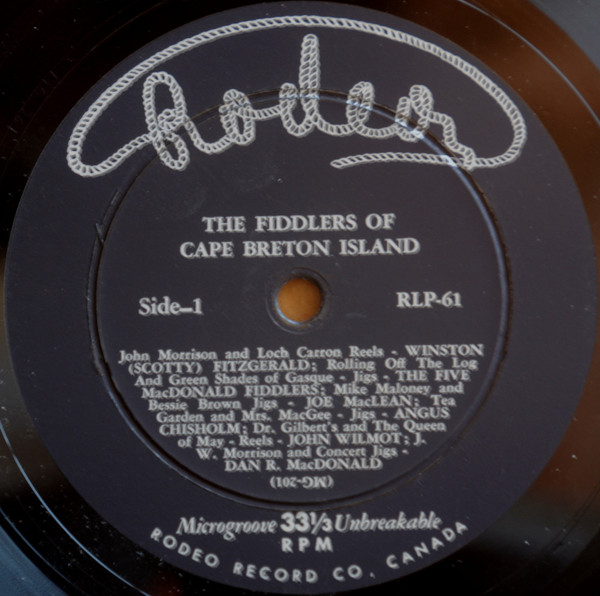 Rodeo
THE FIDDLERS OF
CAPE BRETON ISLAND
Side-1
RLP-61
John Morrison and Loch Carron Reels - WINSTON
(SCOTTY) FITZGERALD; Rolling Off The Log
And Green Shades of Gasque - Jigs - THE FIVE
MacDONALD FIDDLERS; Mike Maloney and
Bessie Brown Jigs - JOE MacLEAN; Tea
Garden and Mrs. MacGee - Jigs - ANGUS
CHISHOLM; Dr. Gilbert's and The Queen
of May - Reels - JOHN WILMOT; J.
W. Morrison and Concert Jigs -
DAN R. MacDONALD
(MG-201)
Microgroove 33⅓ Unbreakable
RPM
RODEO RECORD CO, CANADA